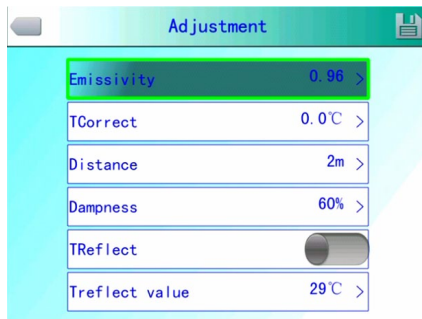 Adjustment
Emissivity 0.96 >
TCorrect 0.0℃ >
Distance 2m >
Dampness 60% >
TReflect
Treflect value 29℃ >